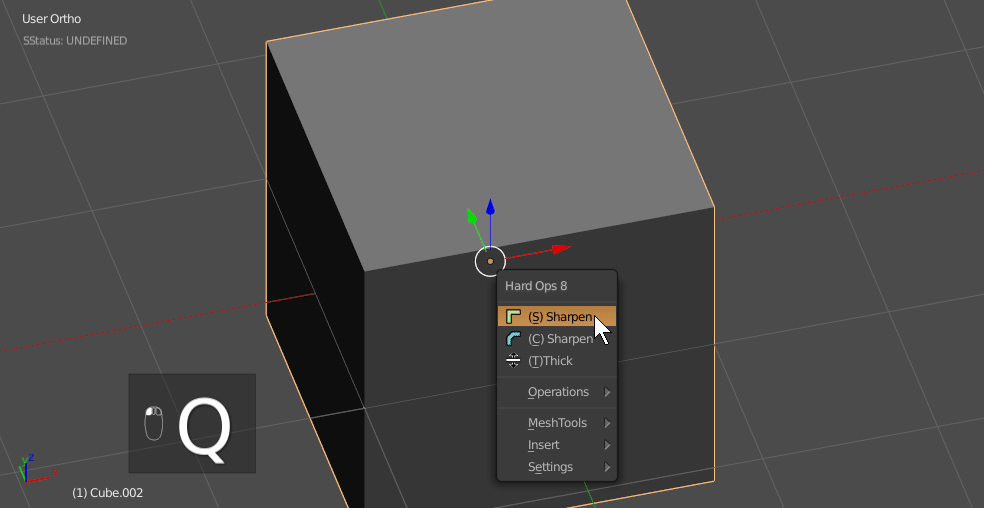 User Ortho
SStatus: UNDEFINED
Hard Ops 8
(S) Sharpen
(C) Sharpen
(T)Thick
Operations
MeshTools
Insert
Settings
Q
z
y
x
(1) Cube.002